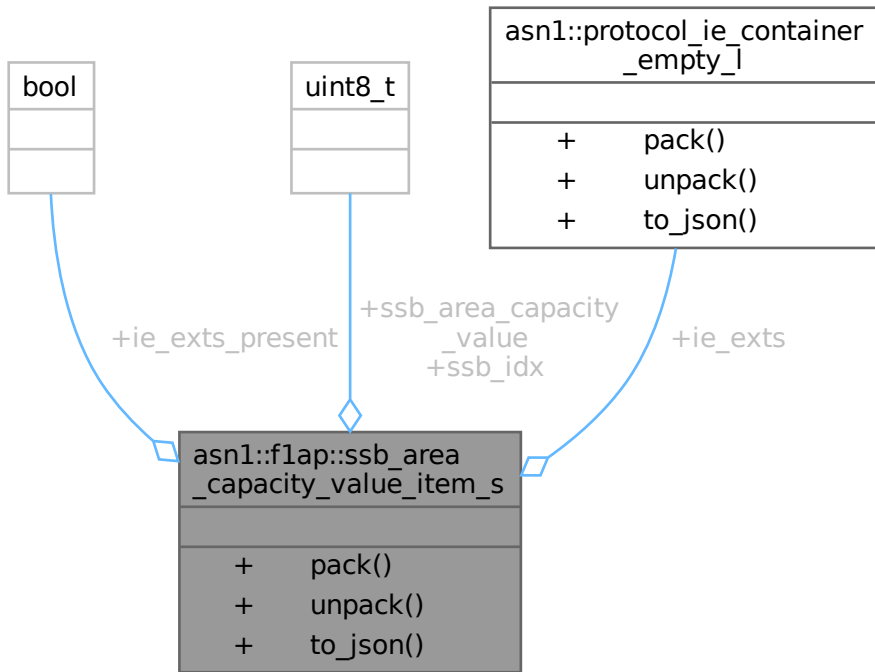 asn1::protocol_ie_container
_empty_l
bool
uint8_t
+ pack()
+ unpack()
+ to_json()
+ssb_area_capacity
_value
+ssb_idx
+ie_exts_present
+ie_exts
asn1::f1ap::ssb_area
_capacity_value_item_s
+ pack()
+ unpack()
+ to_json()